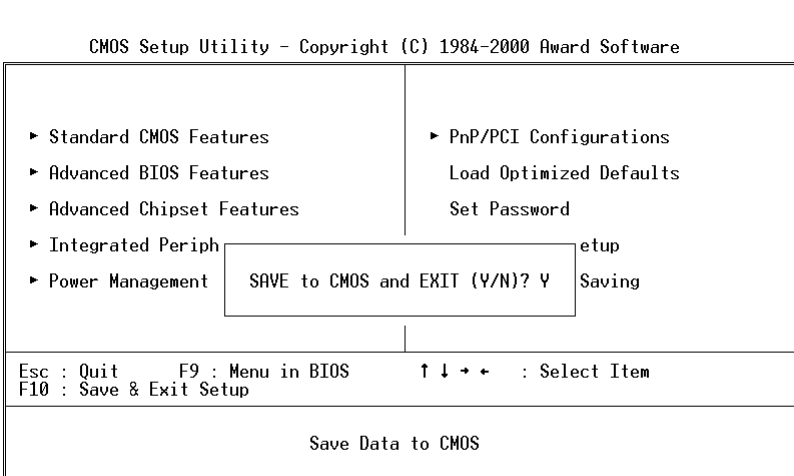 CMOS Setup Utility - Copyright (C) 1984-2000 Award Software
► Standard CMOS Features
► Advanced BIOS Features
► Advanced Chipset Features
► Integrated Periph
► Power Management
► PnP/PCI Configurations
Load Optimized Defaults
Set Password
etup
Saving
SAVE to CMOS and EXIT (Y/N)? Y
Esc : Quit F9 : Menu in BIOS ↑ ↓ → ← : Select Item
F10 : Save & Exit Setup
Save Data to CMOS